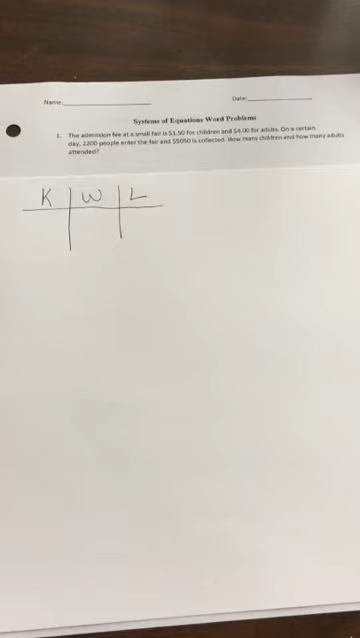 Name: Date:
Systems of Equations Word Problems
1. The admission fee at a small fair is $1.50 for children and $4.00 for adults. On a certain
day, 2200 people enter the fair and $5050 is collected. How many children and how many adults
attended?
K W L